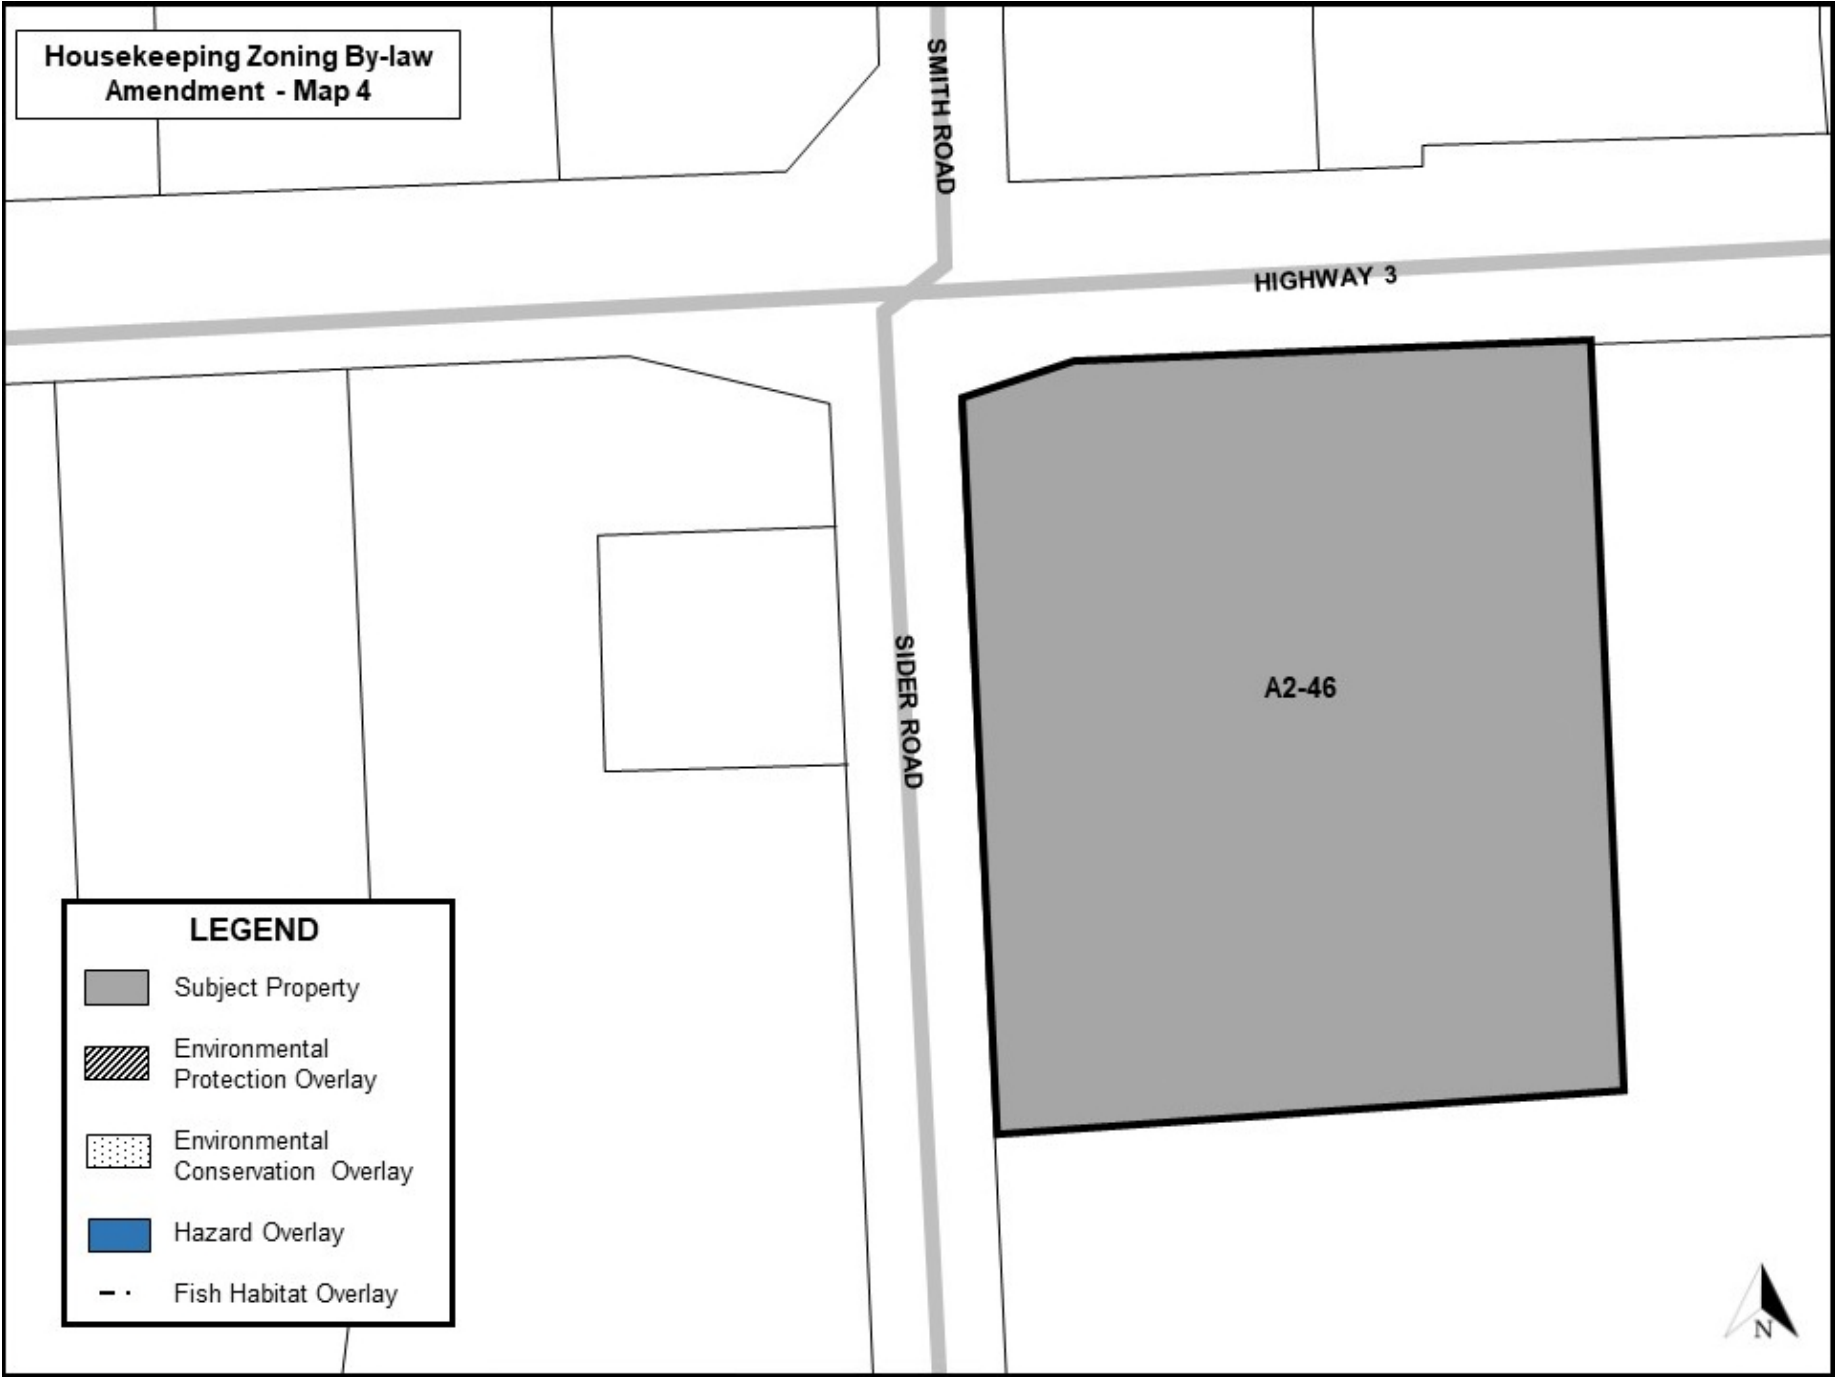 Housekeeping Zoning By-law
Amendment - Map 4
SMITH ROAD
HIGHWAY 3
SIDER ROAD
A2-46
LEGEND
Subject Property
Environmental
Protection Overlay
Environmental
Conservation Overlay
Hazard Overlay
Fish Habitat Overlay
N